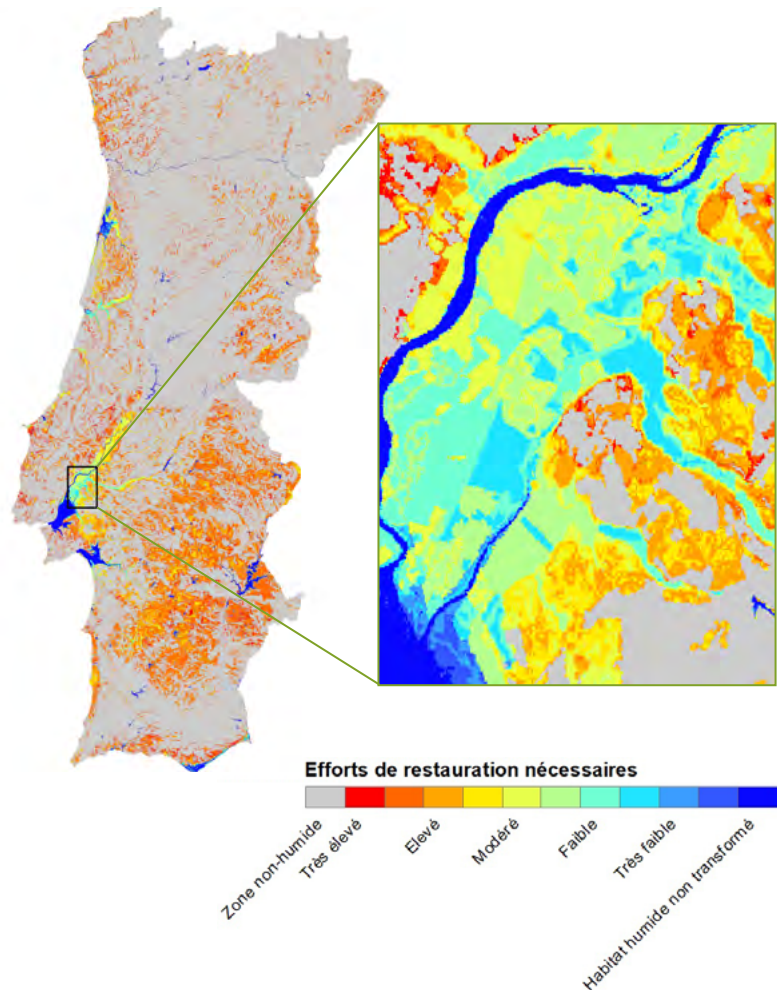 Efforts de restauration nécessaires
Zone non-humide
Très élevé
Elevé
Modéré
Faible
Très faible
Habitat humide non transformé